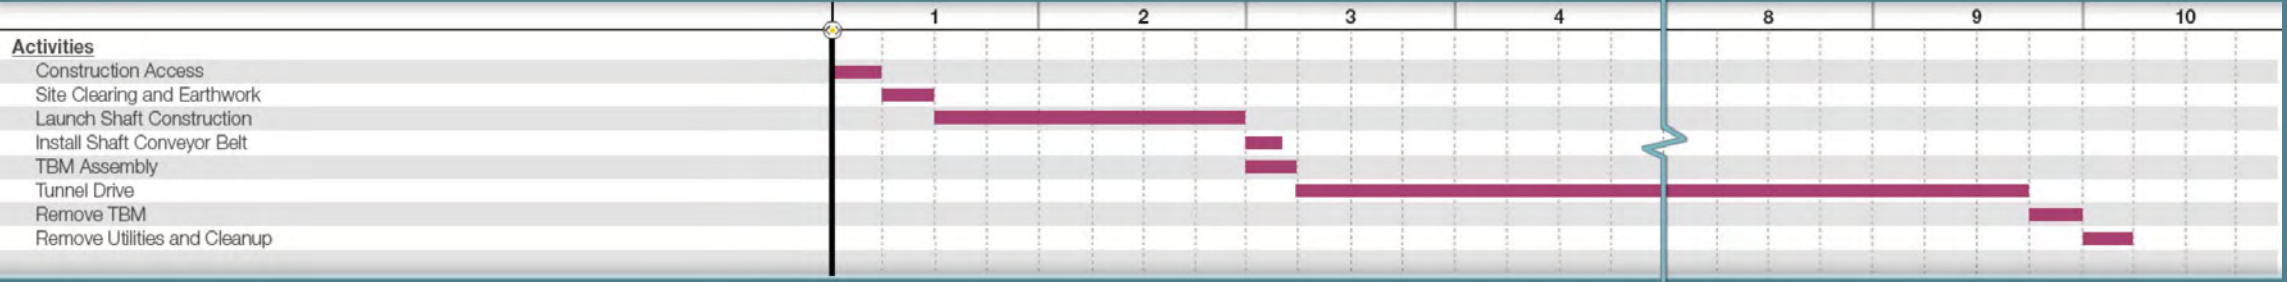 1 2 3 4 8 9 10
Activities
Construction Access
Site Clearing and Earthwork
Launch Shaft Construction
Install Shaft Conveyor Belt
TBM Assembly
Tunnel Drive
Remove TBM
Remove Utilities and Cleanup